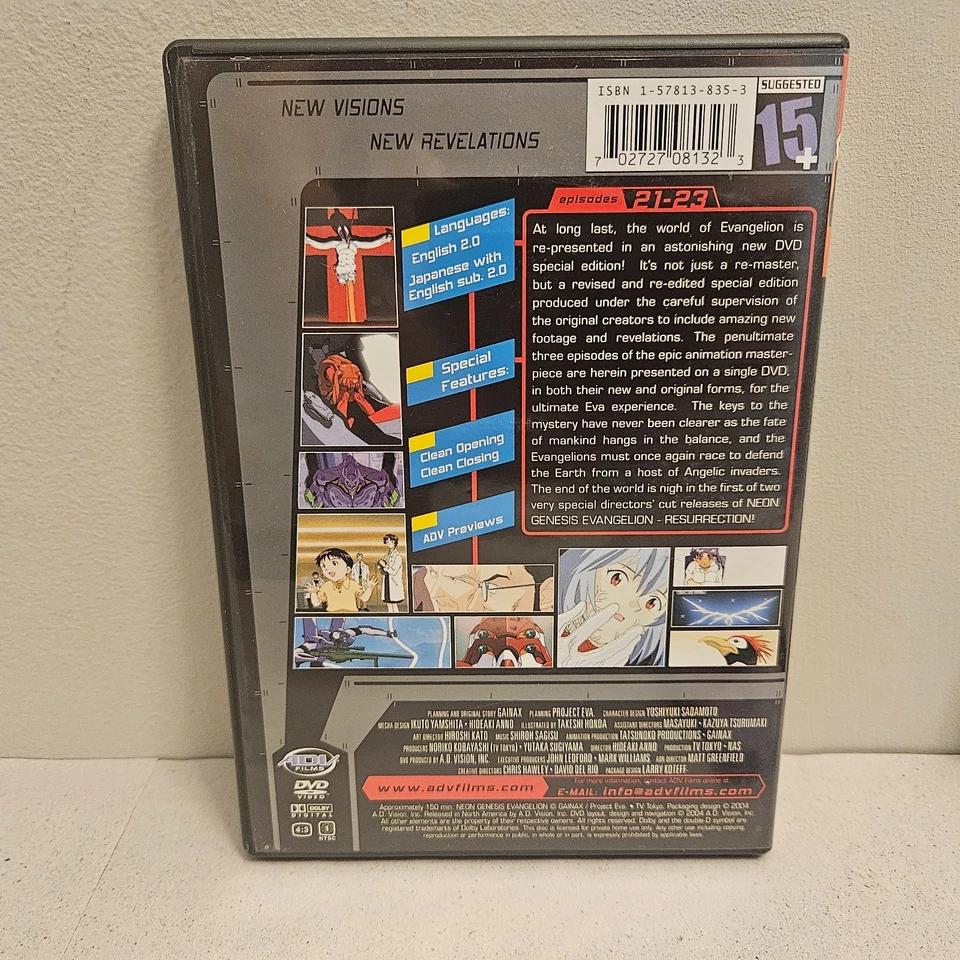 NEW VISIONS
NEW REVELATIONS
ISBN 1-57813-835-3
7 02727 08132 3
SUGGESTED
15
+
episodes 21-23
At long last, the world of Evangelion is
re-presented in an astonishing new DVD
special edition! It's not just a re-master,
but a revised and re-edited special edition
produced under the careful supervision of
the original creators to include amazing new
footage and revelations. The penultimate
three episodes of the epic animation master-
piece are herein presented on a single DVD,
in both their new and original forms, for the
ultimate Eva experience. The keys to the
mystery have never been clearer as the fate
of mankind hangs in the balance, and the
Evangelions must once again race to defend
the Earth from a host of Angelic invaders.
The end of the world is nigh in the first of two
very special directors' cut releases of NEON
GENESIS EVANGELION - RESURRECTION!
Languages:
English 2.0
Japanese with
English sub. 2.0
Special
Features:
Clean Opening
Clean Closing
ADV Previews
PLANNING AND ORIGINAL STORY GAINAX PLANNING PROJECT EVA. CHARACTER DESIGN YOSHIYUKI SADAMOTO
MECHA DESIGN IKUTO YAMSHITA • HIDEAKI ANNO ILLUSTRATED BY TAKESHI HONDA ASSISTANT DIRECTORS MASAYUKI • KAZUYA TSURUMAKI
ART DIRECTOR HIROSHI KATO MUSIC SHIROH SAGISU ANIMATION PRODUCTION TATSUNOKO PRODUCTIONS • GAINAX
PRODUCERS NORIKO KOBAYASHI (TV TOKYO) • YUTAKA SUGIYAMA DIRECTOR HIDEAKI ANNO PRODUCTION TV TOKYO • NAS
DVD PRODUCED BY A.D. VISION, INC. EXECUTIVE PRODUCERS JOHN LEDFORD • MARK WILLIAMS ADR DIRECTOR MATT GREENFIELD
CREATIVE DIRECTORS CHRIS HAWLEY • DAVID DEL RIO PACKAGE DESIGN LARRY KOTEFF
ADV
FILMS
DVD
VIDEO
DOLBY
DIGITAL
4:3
1
NTSC
www.advfilms.com
For more information, contact ADV Films online at:
E-MAIL: info@advfilms.com
Approximately 150 min. NEON GENESIS EVANGELION © GAINAX / Project Eva. • TV Tokyo. Packaging design © 2004
A.D. Vision, Inc. Released in North America by A.D. Vision, Inc. DVD layout, design and navigation © 2004 A.D. Vision, Inc.
All other elements are the property of their respective owners. All rights reserved. Dolby and the double-D symbol are
registered trademarks of Dolby Laboratories. This disc is licensed for private home use only. Any other use including copying,
reproduction or performance in public, in whole or in part, is expressly prohibited by applicable laws.